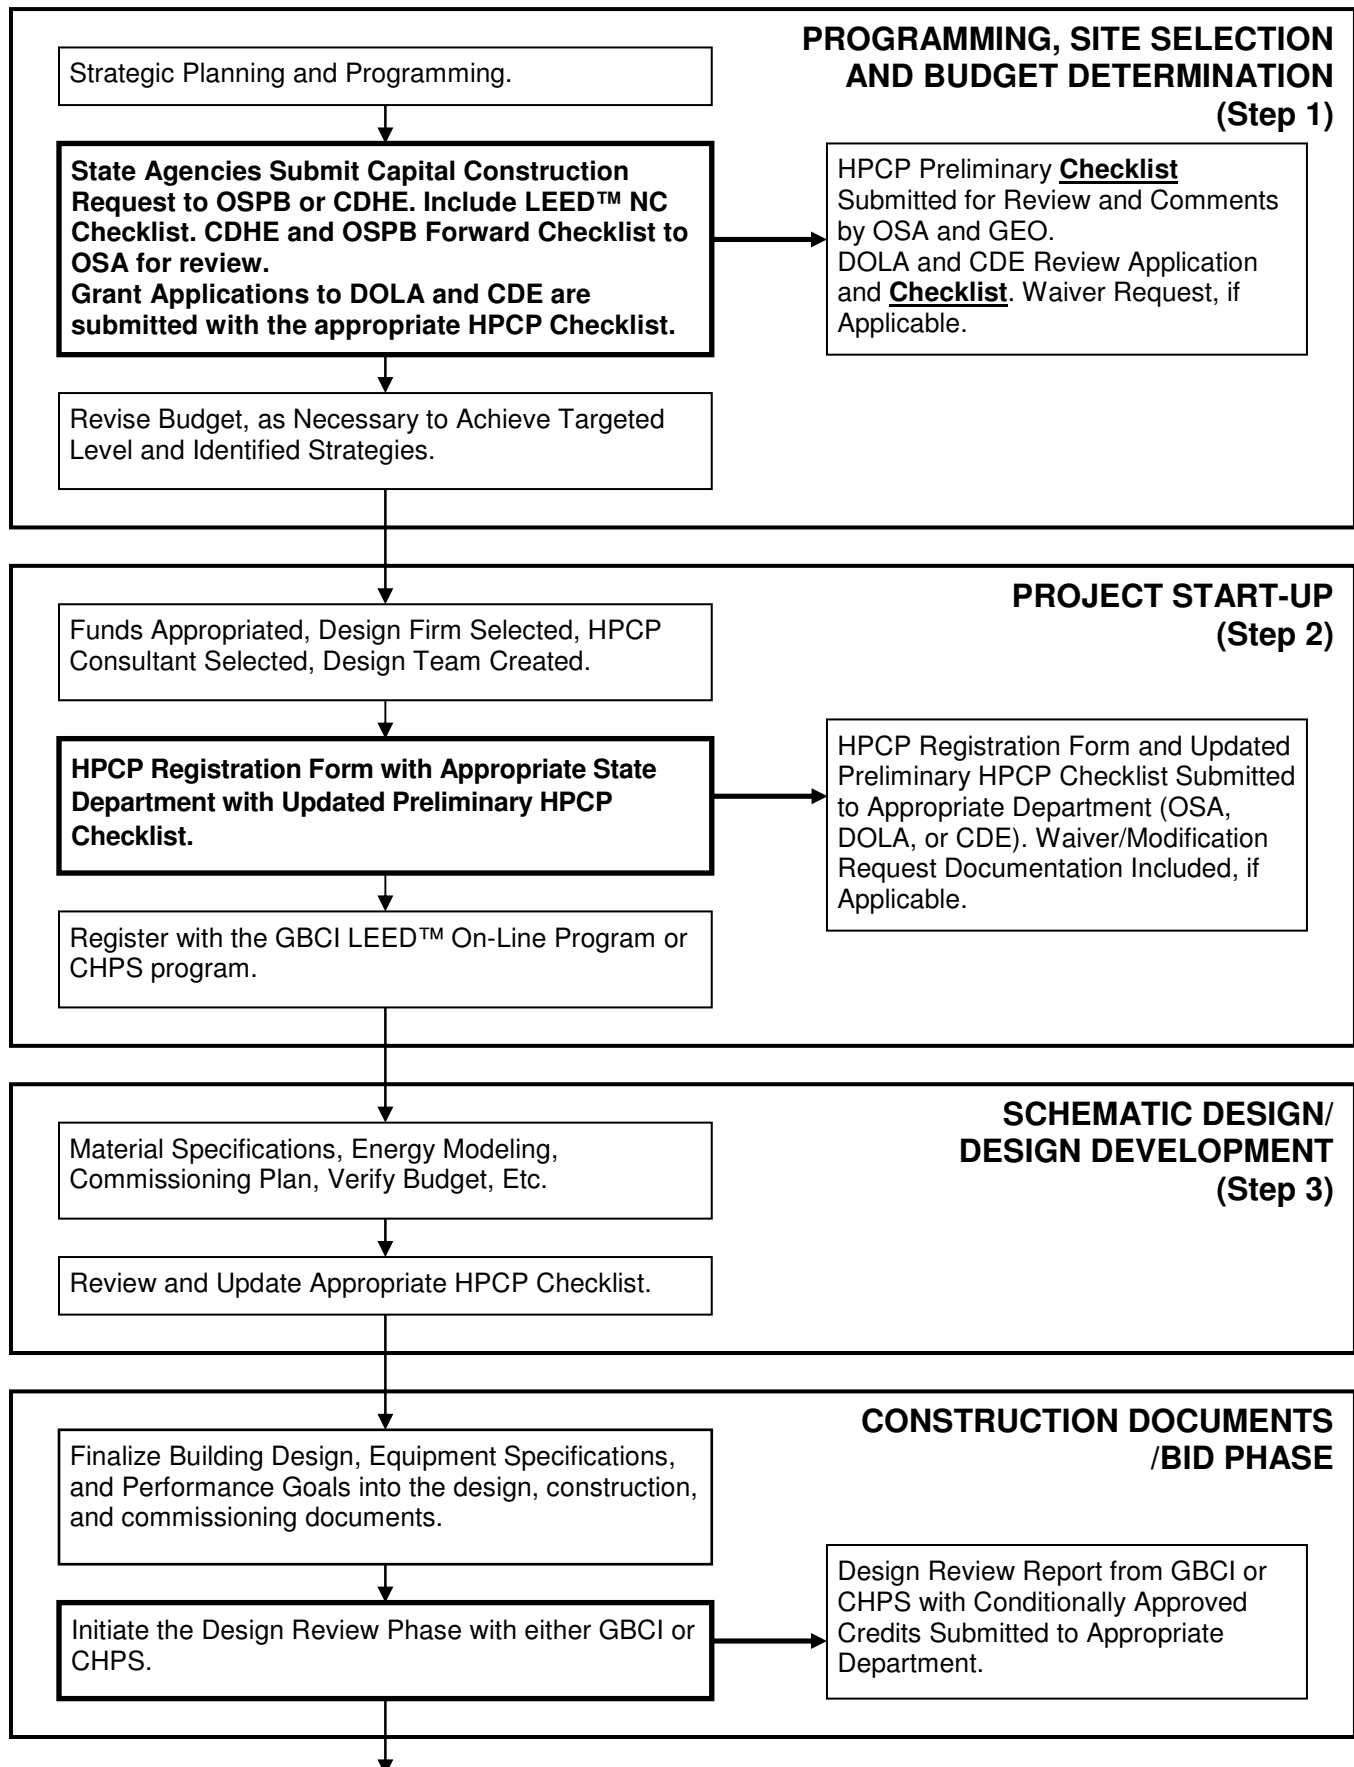 PROGRAMMING, SITE SELECTION
AND BUDGET DETERMINATION
(Step 1)
Strategic Planning and Programming.
State Agencies Submit Capital Construction
Request to OSPB or CDHE. Include LEED™ NC
Checklist. CDHE and OSPB Forward Checklist to
OSA for review.
Grant Applications to DOLA and CDE are
submitted with the appropriate HPCP Checklist.
HPCP Preliminary Checklist
Submitted for Review and Comments
by OSA and GEO.
DOLA and CDE Review Application
and Checklist. Waiver Request, if
Applicable.
Revise Budget, as Necessary to Achieve Targeted
Level and Identified Strategies.
PROJECT START-UP
(Step 2)
Funds Appropriated, Design Firm Selected, HPCP
Consultant Selected, Design Team Created.
HPCP Registration Form with Appropriate State
Department with Updated Preliminary HPCP
Checklist.
HPCP Registration Form and Updated
Preliminary HPCP Checklist Submitted
to Appropriate Department (OSA,
DOLA, or CDE). Waiver/Modification
Request Documentation Included, if
Applicable.
Register with the GBCI LEED™ On-Line Program or
CHPS program.
SCHEMATIC DESIGN/
DESIGN DEVELOPMENT
(Step 3)
Material Specifications, Energy Modeling,
Commissioning Plan, Verify Budget, Etc.
Review and Update Appropriate HPCP Checklist.
CONSTRUCTION DOCUMENTS
/BID PHASE
Finalize Building Design, Equipment Specifications,
and Performance Goals into the design, construction,
and commissioning documents.
Initiate the Design Review Phase with either GBCI or
CHPS.
Design Review Report from GBCI or
CHPS with Conditionally Approved
Credits Submitted to Appropriate
Department.